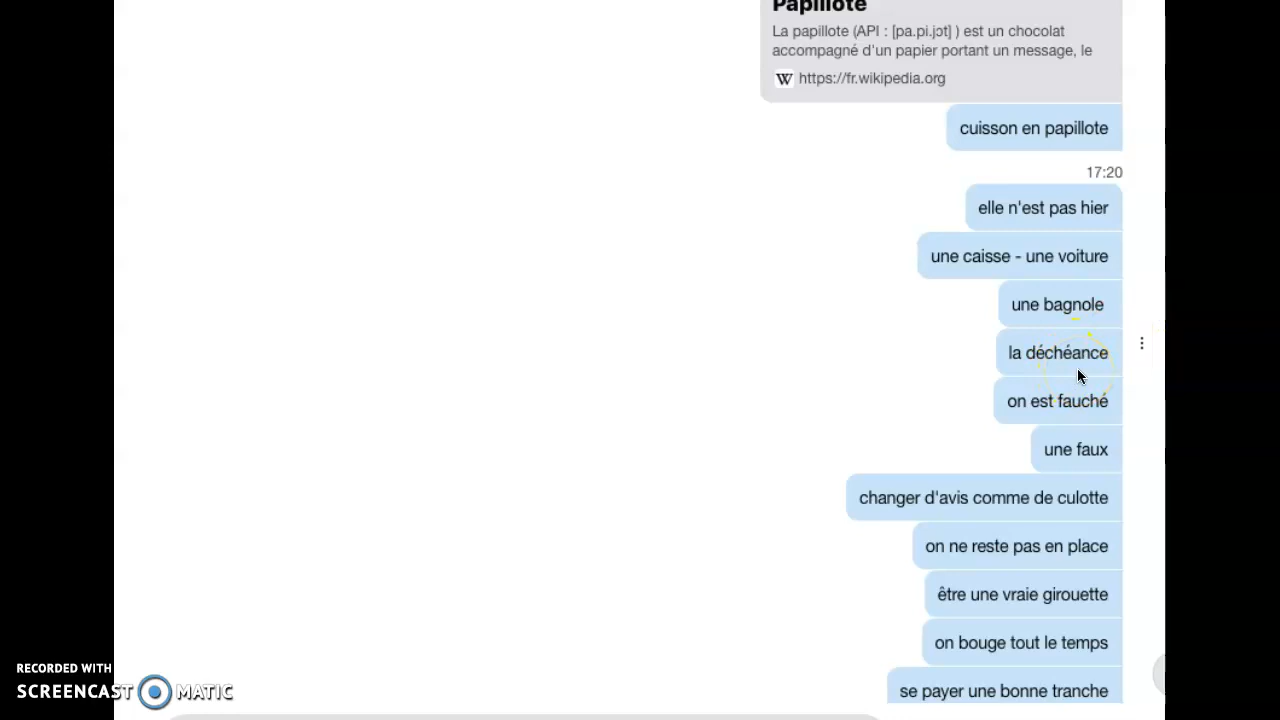 Papillote
La papillote (API : [pa.pi.jɔt] ) est un chocolat
accompagné d'un papier portant un message, le
W https://fr.wikipedia.org
cuisson en papillote
17:20
elle n'est pas hier
une caisse - une voiture
une bagnole
la déchéance
on est fauché
une faux
changer d'avis comme de culotte
on ne reste pas en place
être une vraie girouette
on bouge tout le temps
se payer une bonne tranche
RECORDED WITH
SCREENCAST MATIC